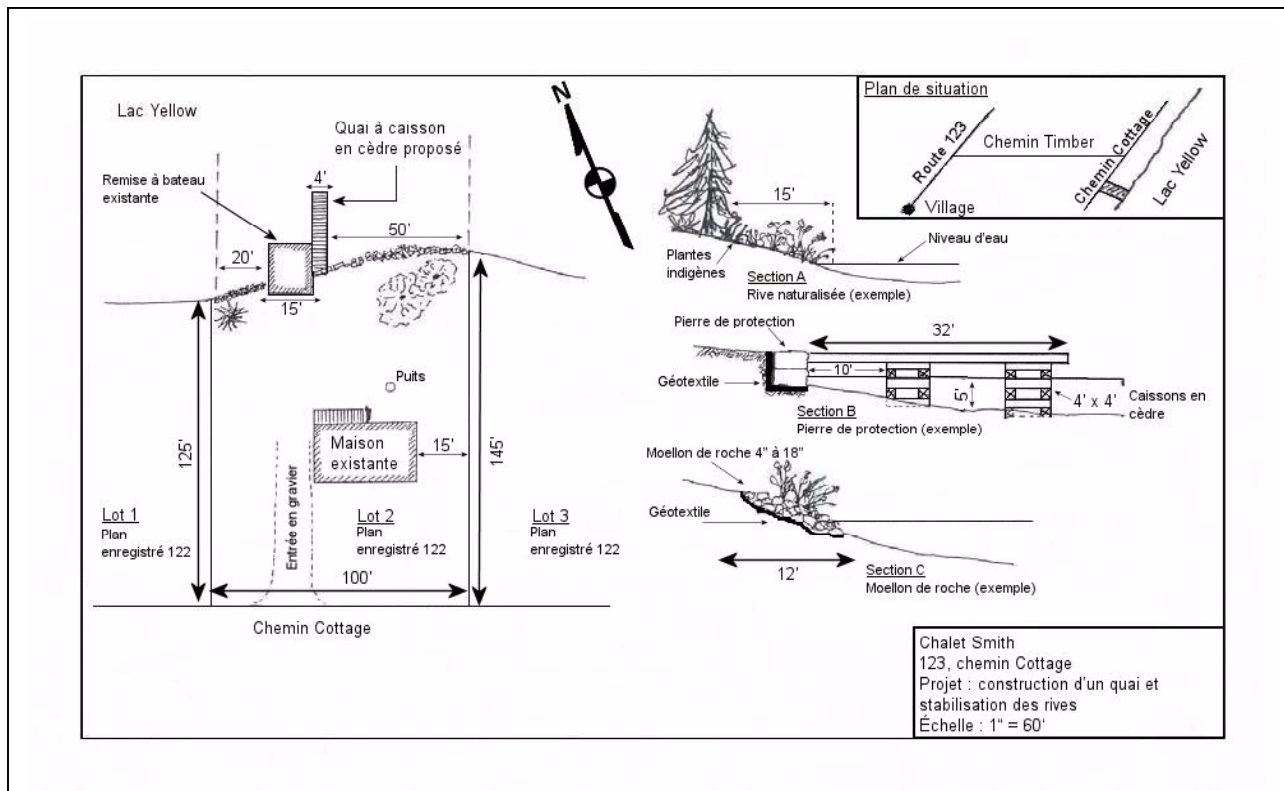 Lac Yellow
Quai à caisson
en cèdre proposé
4'
Remise à bateau
existante
50'
20'
15'
Puits
Maison
existante
15'
125'
145'
Entrée en gravier
Lot 1
Plan
enregistré 122
Lot 2
Plan
enregistré 122
Lot 3
Plan
enregistré 122
100'
Chemin Cottage
N
15'
Plantes
indigènes
Niveau d'eau
Section A
Rive naturalisée (exemple)
Plan de situation
Route 123
Chemin Timber
Chemin Cottage
Lac Yellow
Village
Pierre de protection
32'
10'
Géotextile
5'
4' x 4'
Caissons en
cèdre
Section B
Pierre de protection (exemple)
Moellon de roche 4" à 18"
Géotextile
12'
Section C
Moellon de roche (exemple)
Chalet Smith
123, chemin Cottage
Projet : construction d'un quai et
stabilisation des rives
Échelle : 1" = 60'